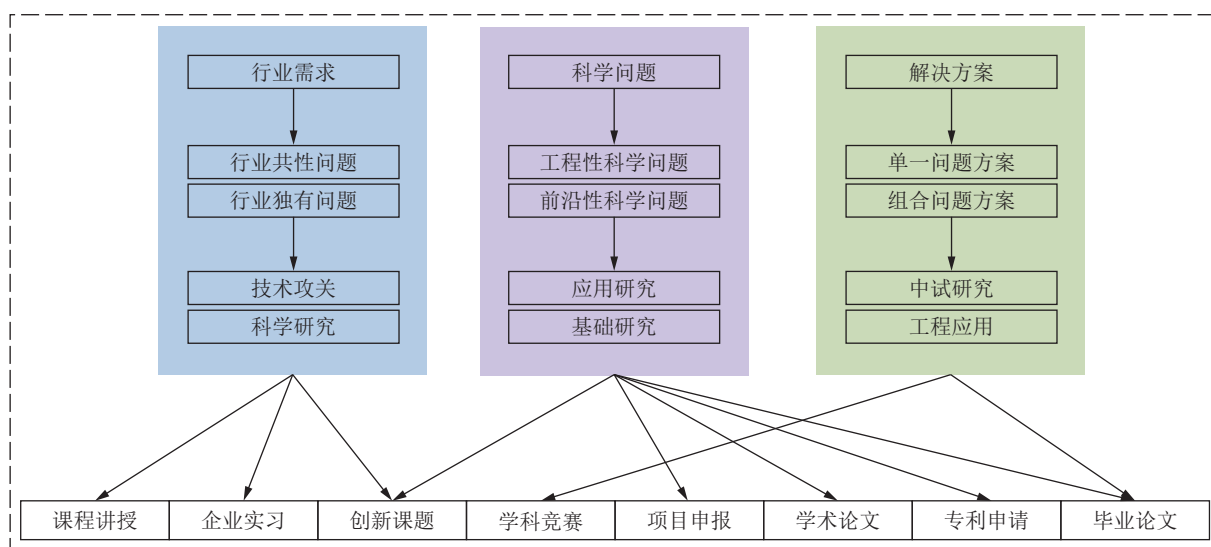 行业需求
行业共性问题
行业独有问题
技术攻关
科学研究
科学问题
工程性科学问题
前沿性科学问题
应用研究
基础研究
解决方案
单一问题方案
组合问题方案
中试研究
工程应用
课程讲授
企业实习
创新课题
学科竞赛
项目申报
学术论文
专利申请
毕业论文